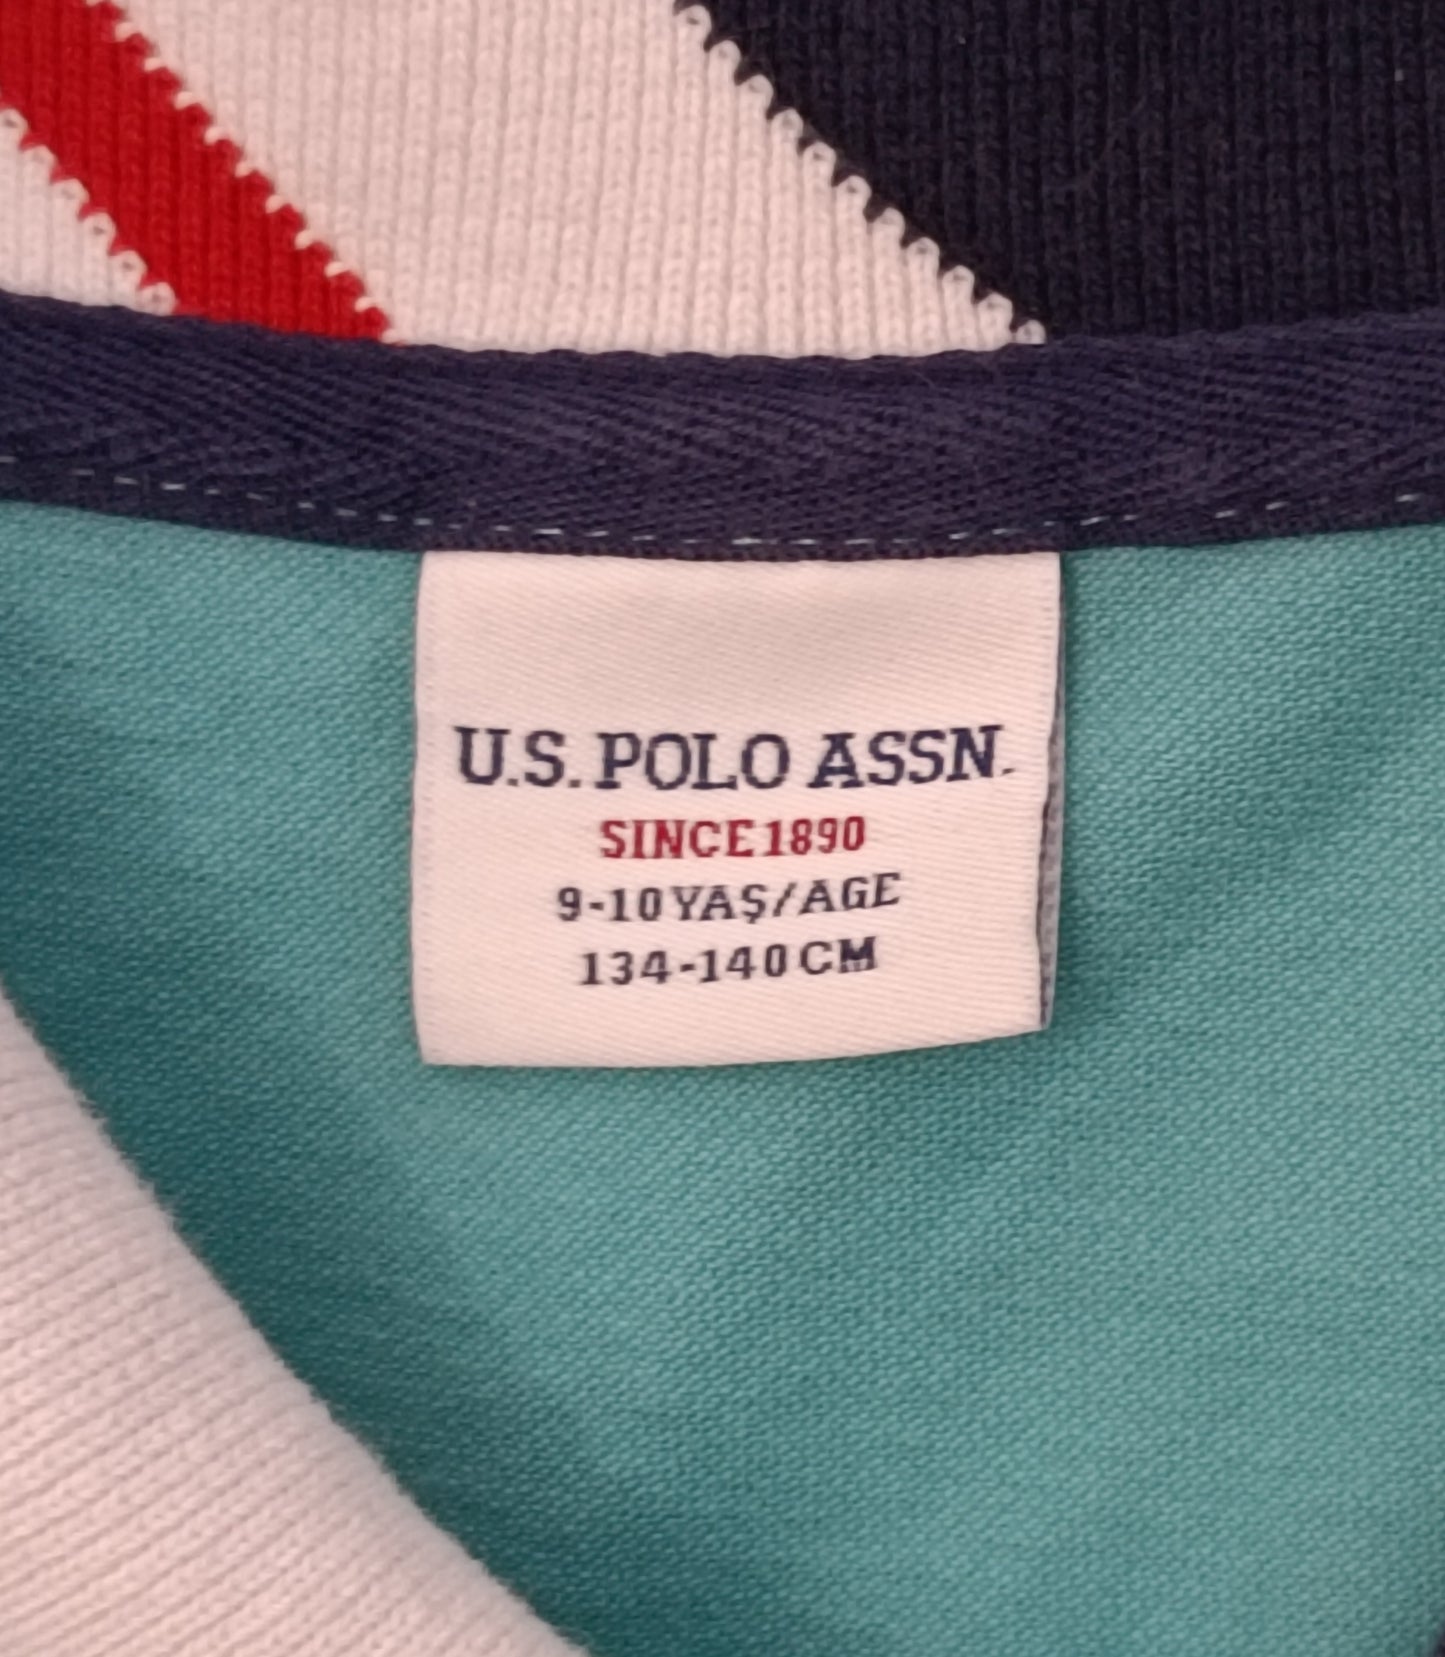 U.S. POLO ASSN.
SINCE 1890
9-10 YAŞ/AGE
134-140 CM